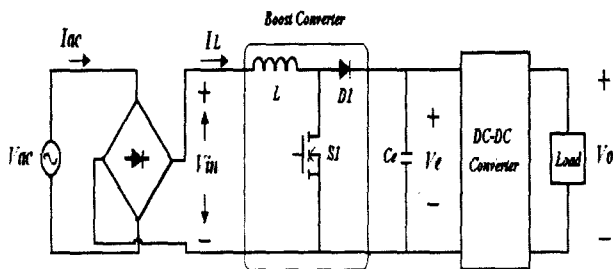 Boost Converter
Iac
IL
L
D1
+
+
+
Vac
Vin
S1
Ce
Ve
DC-DC
Converter
Load
Vo
−
−
−